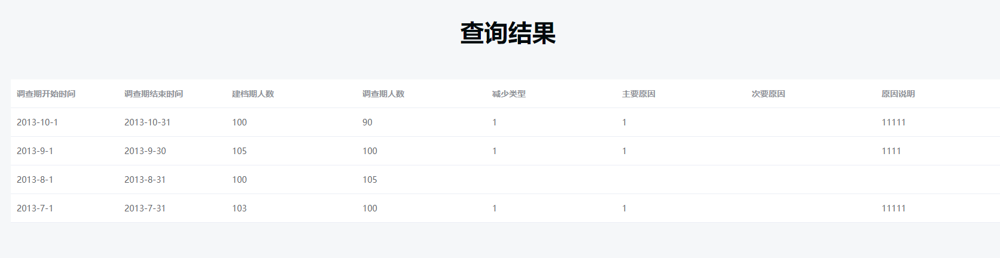 查询结果
调查期开始时间 调查期结束时间 建档期人数 调查期人数 减少类型 主要原因 次要原因 原因说明
2013-10-1 2013-10-31 100 90 1 1 11111
2013-9-1 2013-9-30 105 100 1 1 1111
2013-8-1 2013-8-31 100 105
2013-7-1 2013-7-31 103 100 1 1 11111